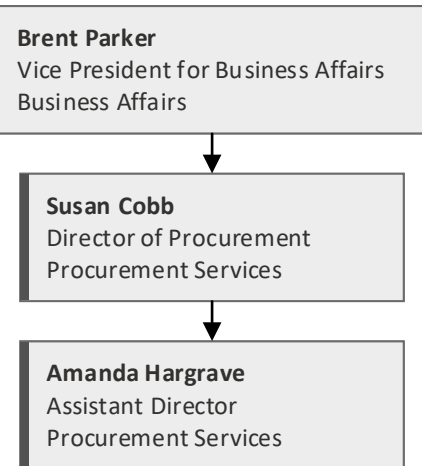 Brent Parker
Vice President for Business Affairs
Business Affairs
Susan Cobb
Director of Procurement
Procurement Services
Amanda Hargrave
Assistant Director
Procurement Services